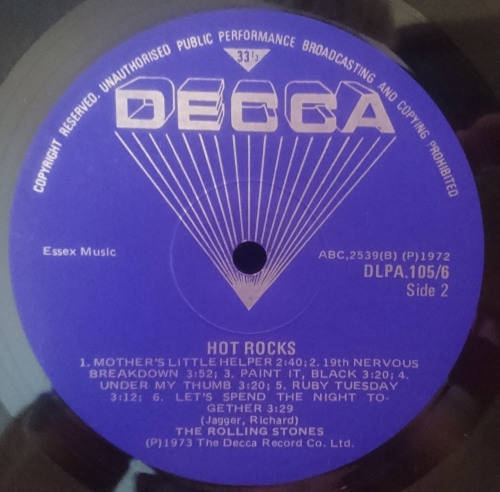 COPYRIGHT RESERVED. UNAUTHORISED PUBLIC PERFORMANCE BROADCASTING AND COPYING PROHIBITED
33⅓
DECCA
Essex Music
ABC,2539(B) (P)1972
DLPA.105/6
Side 2
HOT ROCKS
1. MOTHER'S LITTLE HELPER 2:40; 2. 19th NERVOUS
BREAKDOWN 3:52; 3. PAINT IT, BLACK 3:20; 4.
UNDER MY THUMB 3:20; 5. RUBY TUESDAY
3:12; 6. LET'S SPEND THE NIGHT TO-
GETHER 3:29
(Jagger, Richard)
THE ROLLING STONES
(P)1973 The Decca Record Co. Ltd.